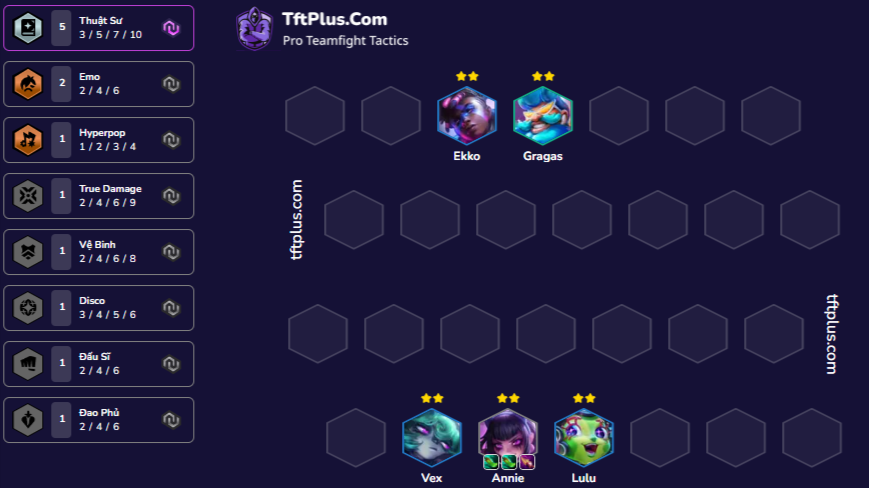 5
Thuật Sư
3 / 5 / 7 / 10
2
Emo
2 / 4 / 6
1
Hyperpop
1 / 2 / 3 / 4
1
True Damage
2 / 4 / 6 / 9
1
Vệ Binh
2 / 4 / 6 / 8
1
Disco
3 / 4 / 5 / 6
1
Đấu Sĩ
2 / 4 / 6
1
Đao Phủ
2 / 4 / 6
TftPlus.Com
Pro Teamfight Tactics
Ekko
Gragas
tftplus.com
tftplus.com
Vex
Annie
Lulu